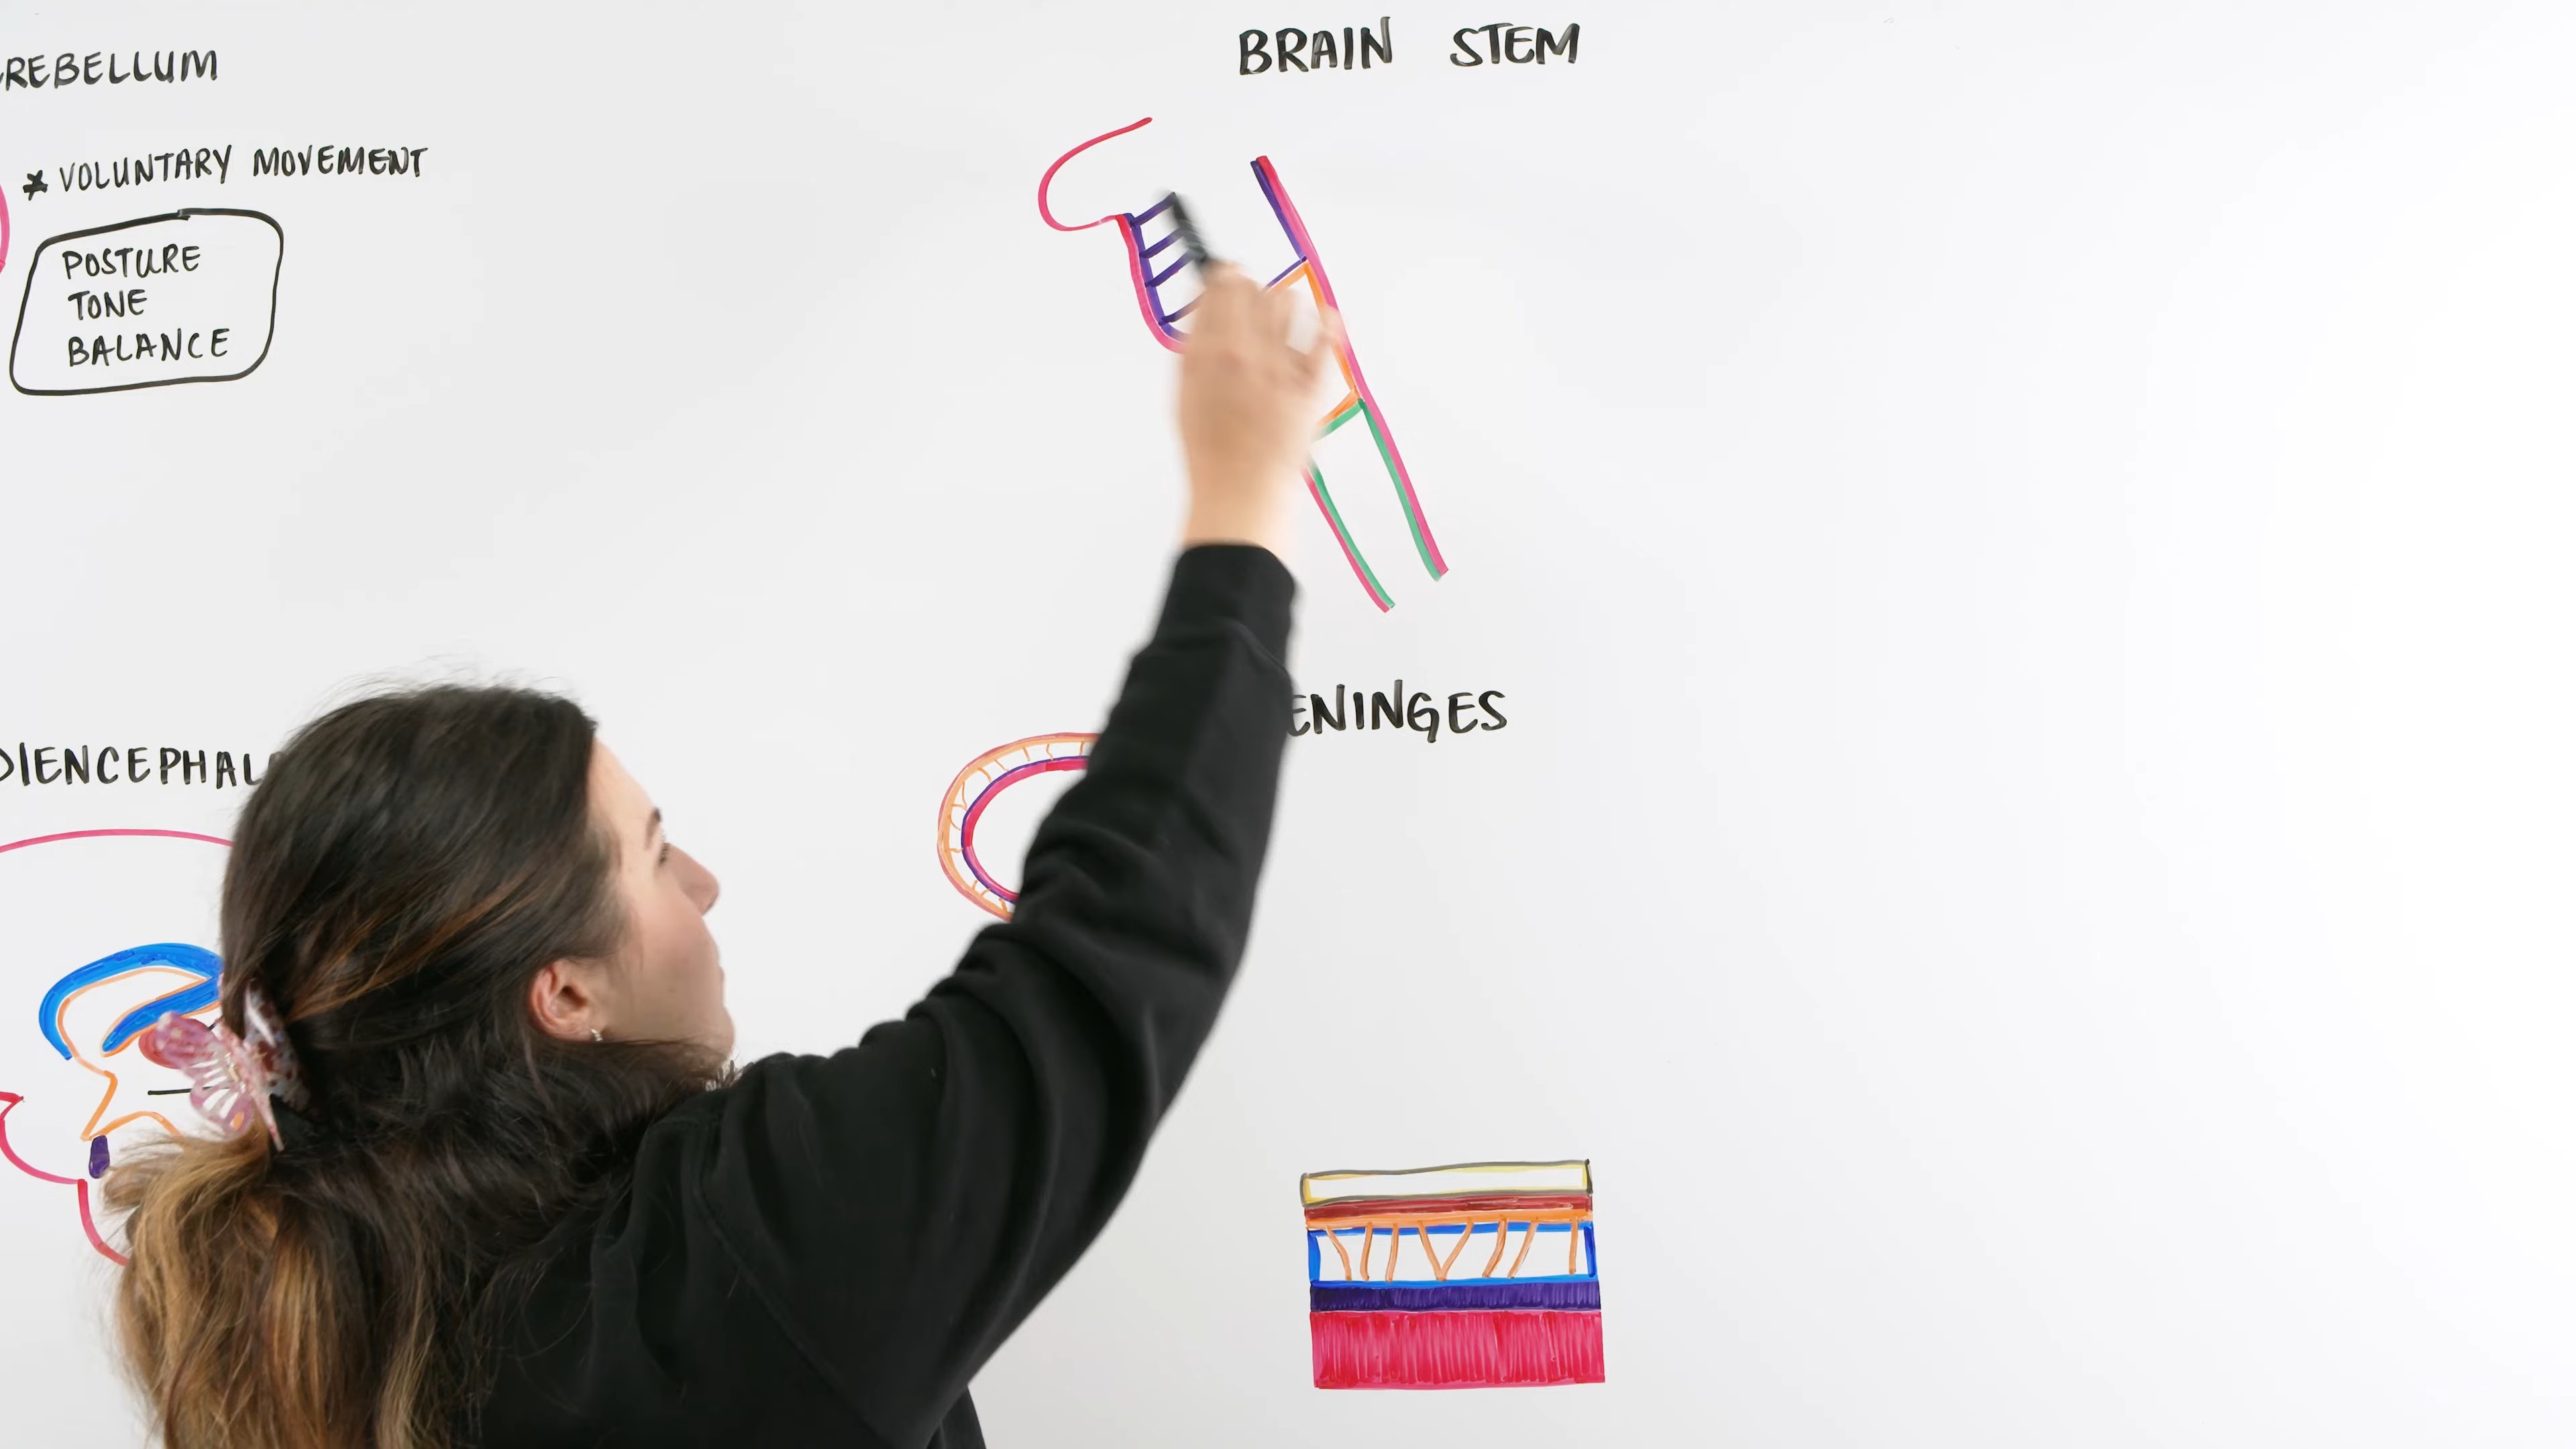 REBELLUM
* VOLUNTARY MOVEMENT
POSTURE
TONE
BALANCE
BRAIN STEM
DIENCEPHAL
ENINGES